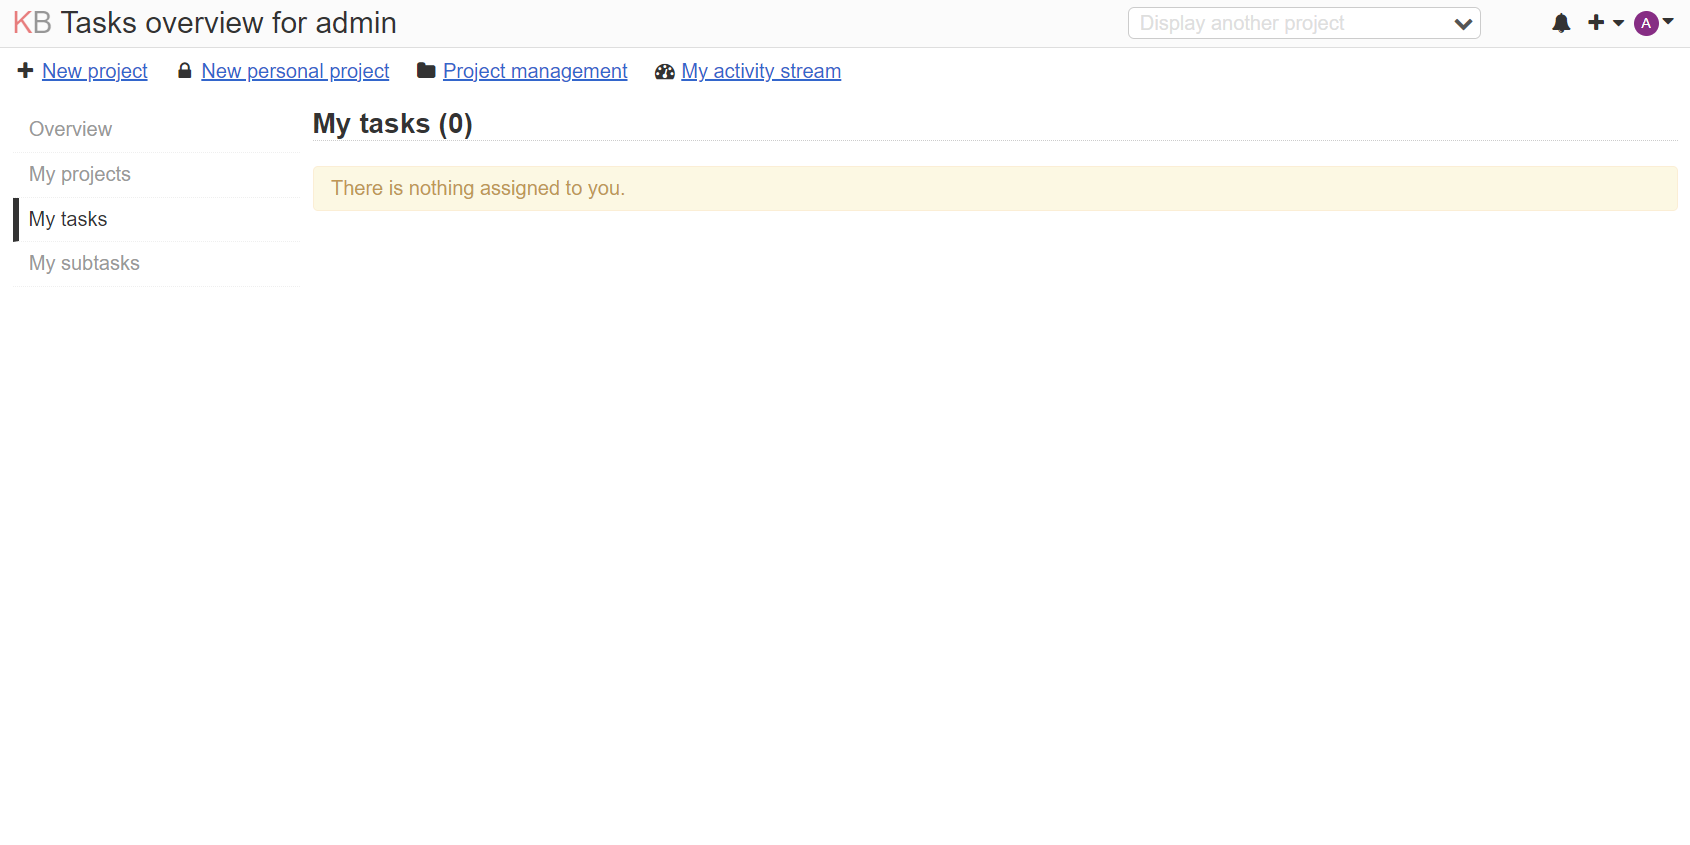 KB Tasks overview for admin
Display another project
A
New project
New personal project
Project management
My activity stream
Overview
My projects
My tasks
My subtasks
My tasks (0)
There is nothing assigned to you.